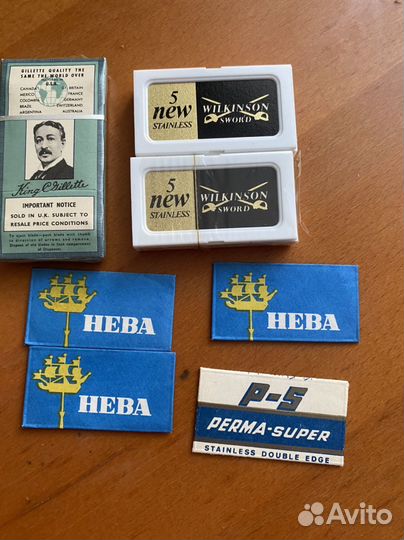 GILLETTE QUALITY THE
SAME THE WORLD OVER
CANADA
MEXICO
COLOMBIA
BRAZIL
ARGENTINA
BRITAIN
FRANCE
GERMANY
SWITZERLAND
AUSTRALIA
King C Gillette
IMPORTANT NOTICE
SOLD IN U.K. SUBJECT TO
RESALE PRICE CONDITIONS
5
new
STAINLESS
WILKINSON
SWORD
5
new
STAINLESS
WILKINSON
SWORD
НЕВА
НЕВА
НЕВА
P-S
PERMA-SUPER
STAINLESS DOUBLE EDGE
Avito